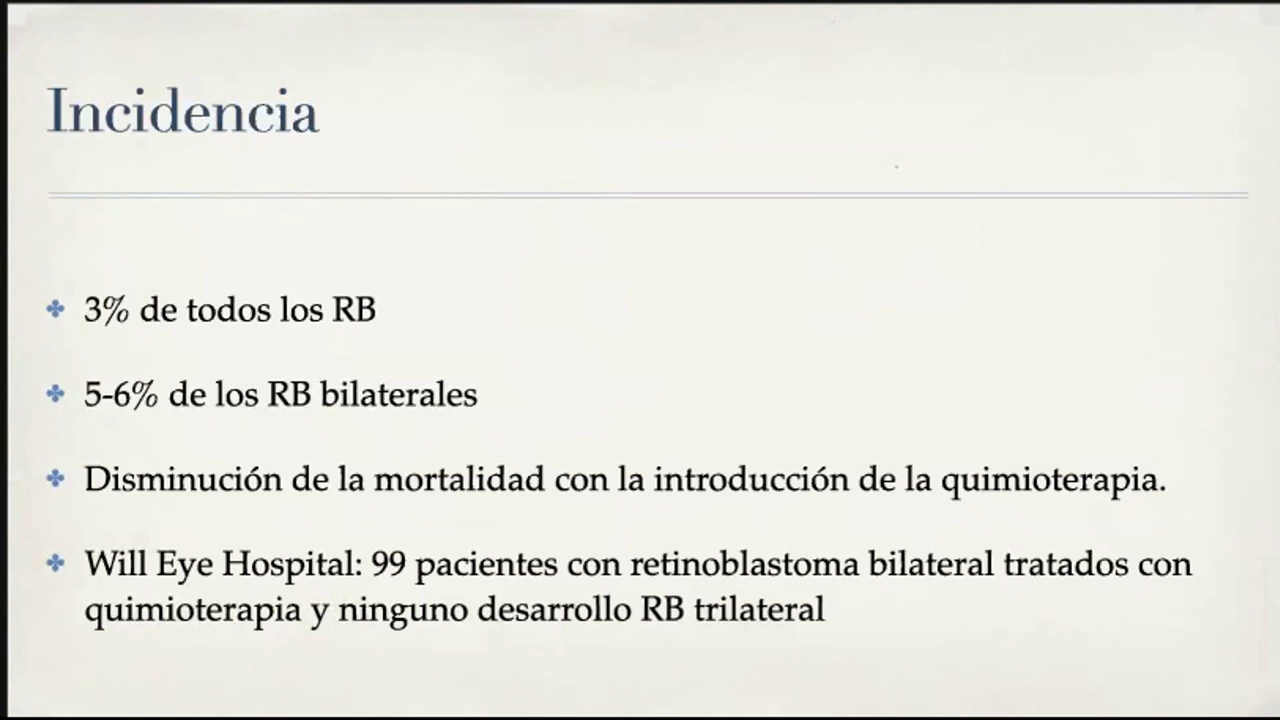 Incidencia
3% de todos los RB
5-6% de los RB bilaterales
Disminución de la mortalidad con la introducción de la quimioterapia.
Will Eye Hospital: 99 pacientes con retinoblastoma bilateral tratados con
quimioterapia y ninguno desarrollo RB trilateral